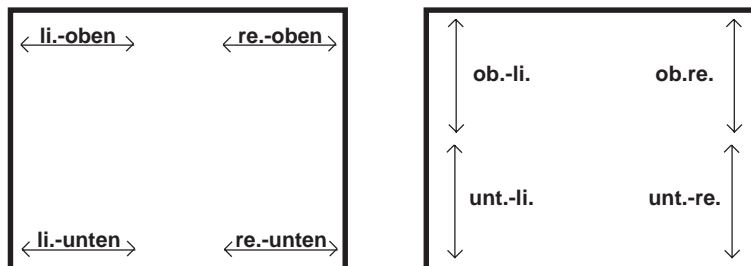 li.-oben re.-oben
li.-unten re.-unten
ob.-li. ob.re.
unt.-li. unt.-re.